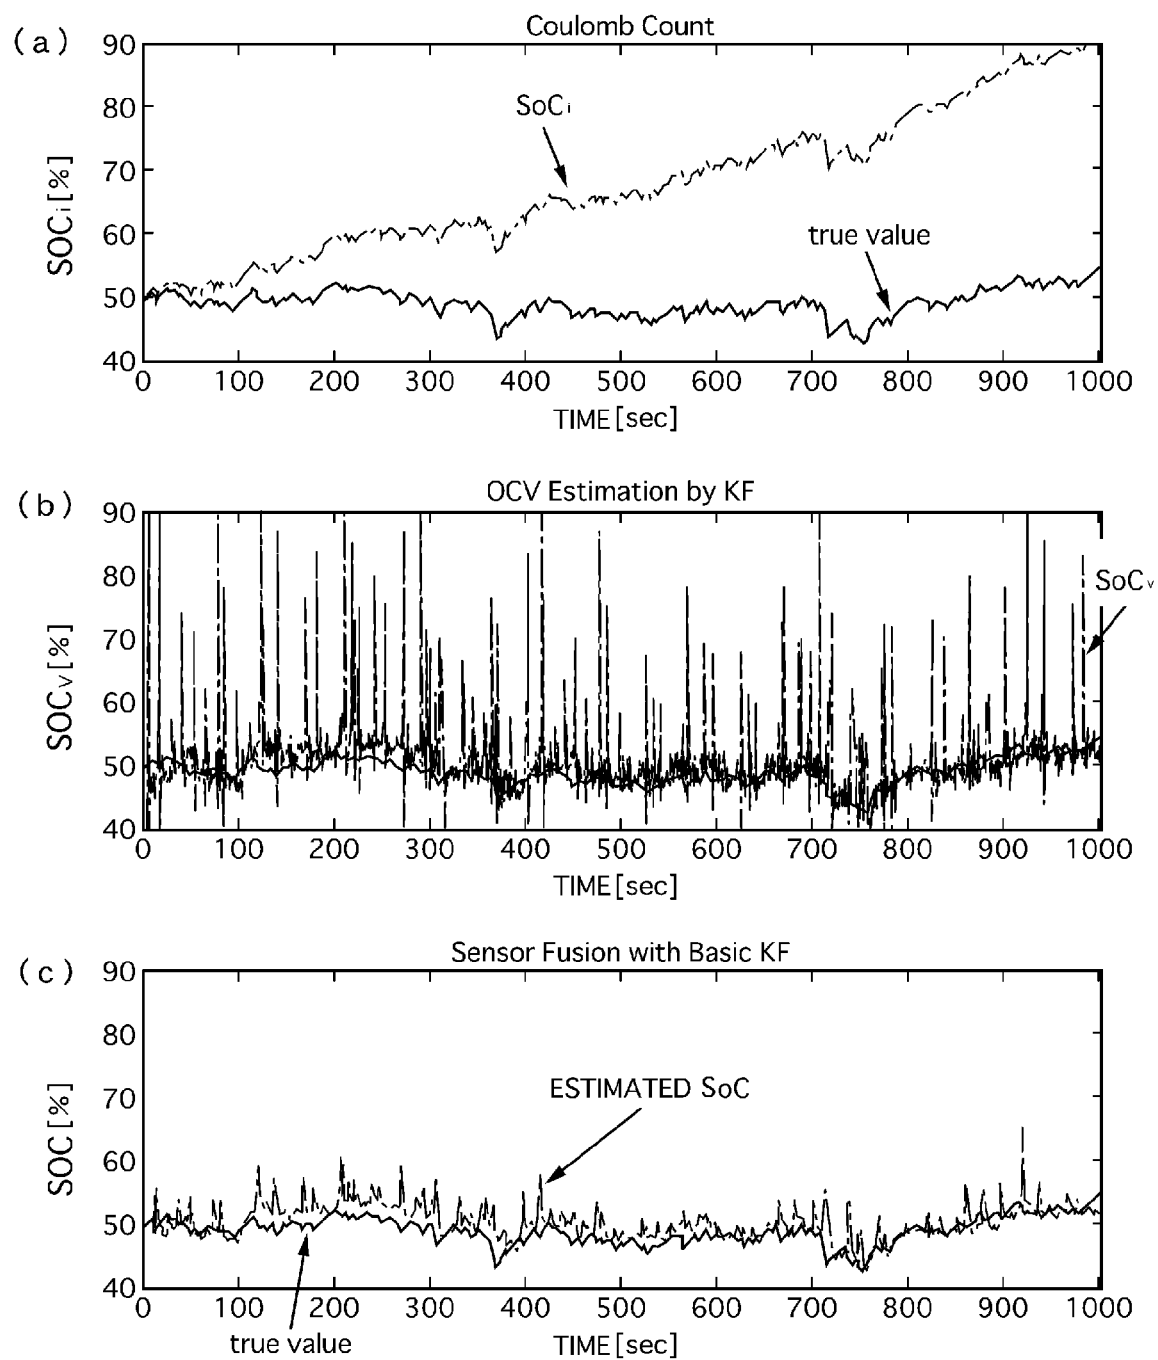 (a)
Coulomb Count
90
80
70
60
50
40
SOCi [%]
SoCi
true value
0 100 200 300 400 500 600 700 800 900 1000
TIME [sec]
(b)
OCV Estimation by KF
90
80
70
60
50
40
SOCv [%]
SoCv
0 100 200 300 400 500 600 700 800 900 1000
TIME [sec]
(c)
Sensor Fusion with Basic KF
90
80
70
60
50
40
SOC [%]
ESTIMATED SoC
0 100 200 300 400 500 600 700 800 900 1000
true value
TIME [sec]